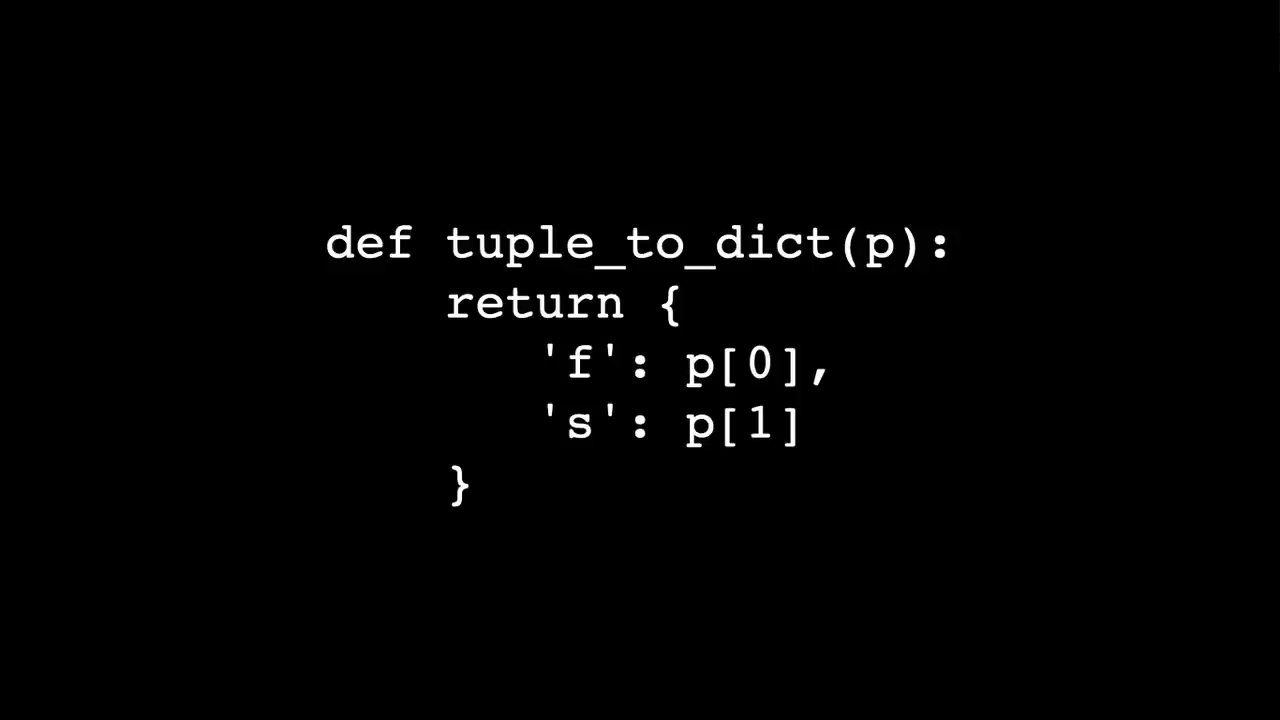 def tuple_to_dict(p):
    return {
       'f': p[0],
       's': p[1]
    }